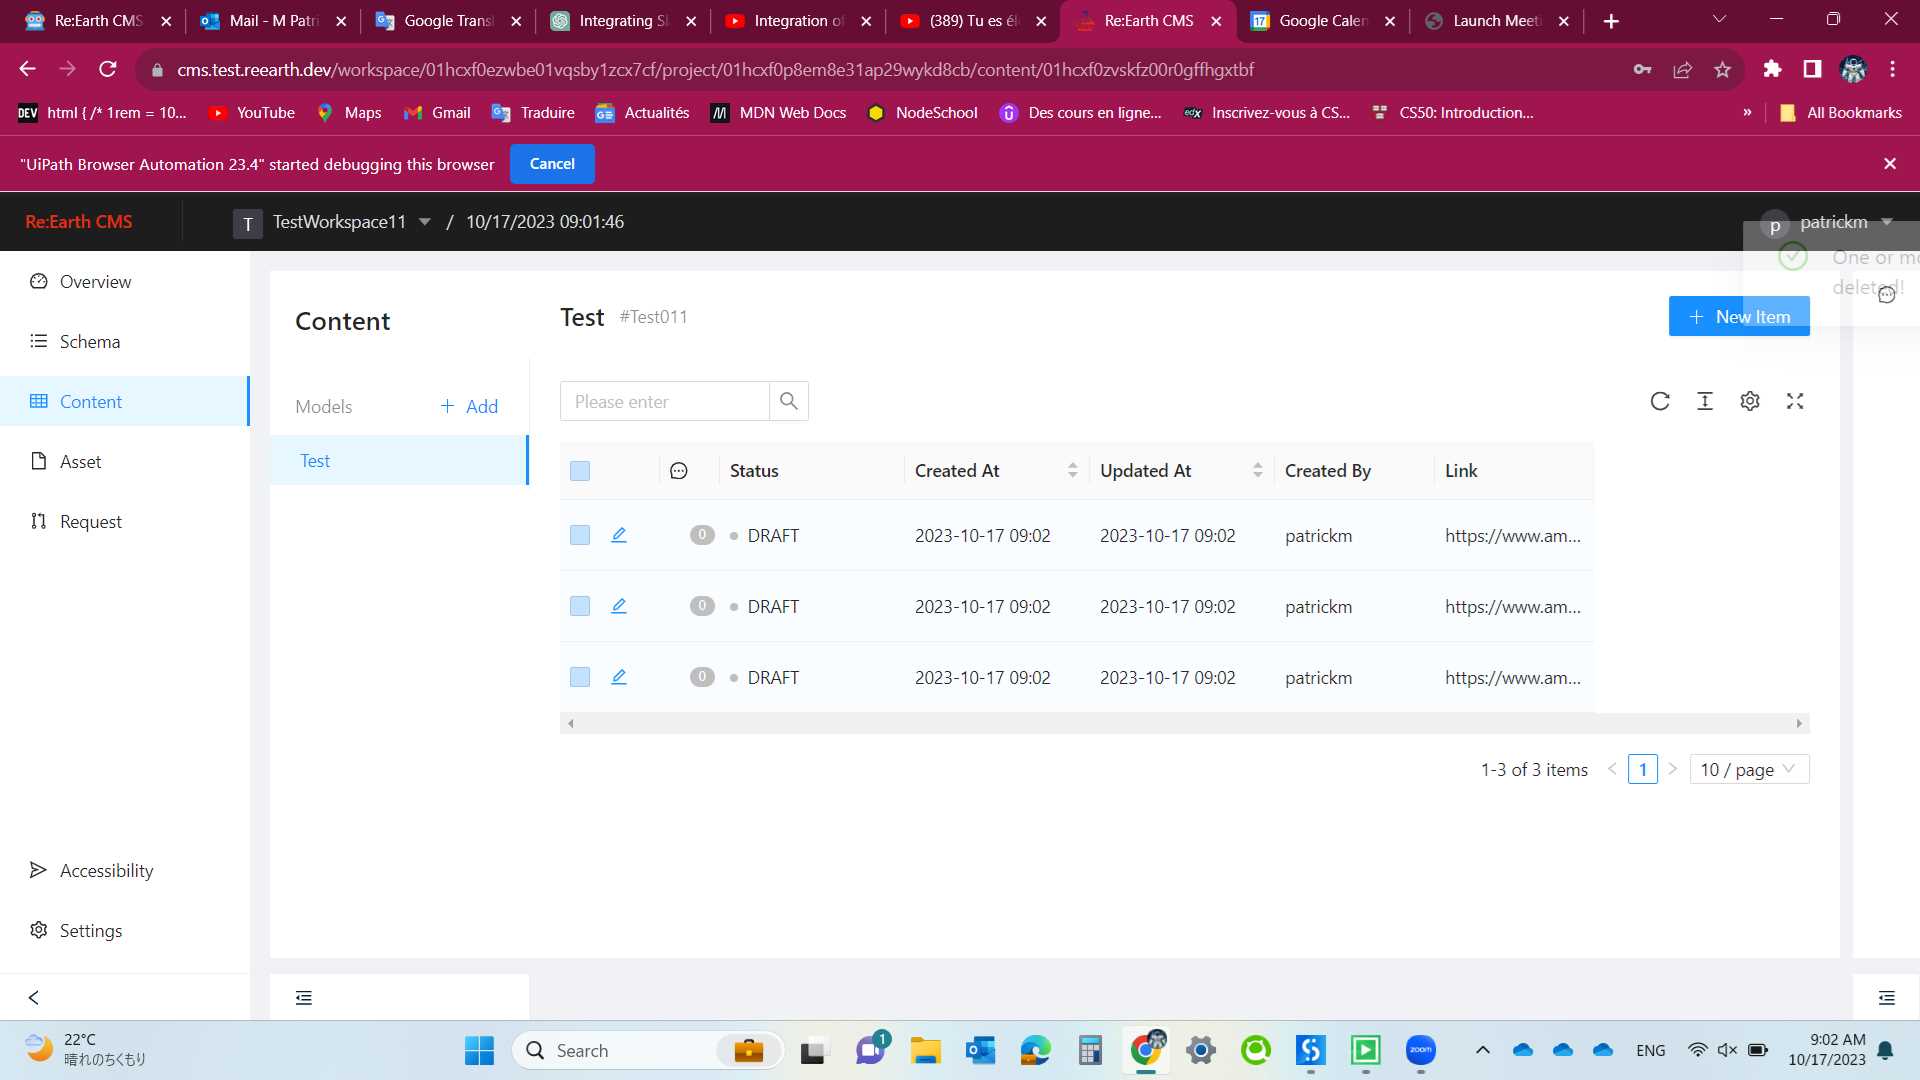 Re:Earth CMS
Mail - M Patri
Google Transl
Integrating Sl
Integration of
(389) Tu es éle
Re:Earth CMS
17
Google Calen
Launch Meeti
cms.test.reearth.dev/workspace/01hcxf0ezwbe01vqsby1zcx7cf/project/01hcxf0p8em8e31ap29wykd8cb/content/01hcxf0zvskfz00r0gffhgxtbf
DEV html { /* 1rem = 10...
YouTube
Maps
Gmail
Traduire
Actualités
MDN Web Docs
NodeSchool
Des cours en ligne...
edX Inscrivez-vous à CS...
CS50: Introduction...
»
All Bookmarks
"UiPath Browser Automation 23.4" started debugging this browser
Cancel
Re:Earth CMS
T TestWorkspace11 / 10/17/2023 09:01:46
p patrickm
One or mo
deleted!
Overview
Schema
Content
Asset
Request
Accessibility
Settings
Content
Models
+ Add
Test
Test #Test011
+ New Item
Please enter
Status Created At Updated At Created By Link
0 DRAFT 2023-10-17 09:02 2023-10-17 09:02 patrickm https://www.am...
0 DRAFT 2023-10-17 09:02 2023-10-17 09:02 patrickm https://www.am...
0 DRAFT 2023-10-17 09:02 2023-10-17 09:02 patrickm https://www.am...
1-3 of 3 items < 1 > 10 / page
22°C
晴れのちくもり
Search
1
zoom
ENG
9:02 AM
10/17/2023